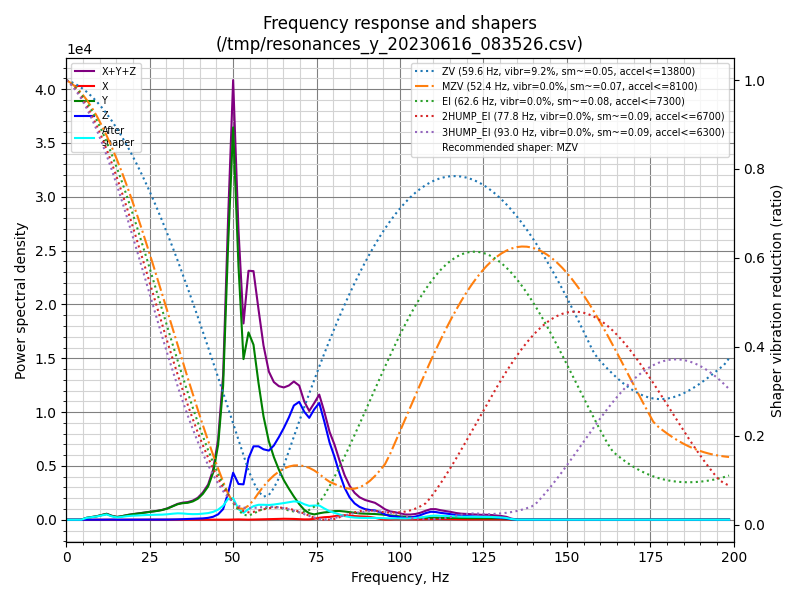 Frequency response and shapers
(/tmp/resonances_y_20230616_083526.csv)
1e4
X+Y+Z
X
Y
Z
After
shaper
ZV (59.6 Hz, vibr=9.2%, sm~=0.05, accel<=13800)
MZV (52.4 Hz, vibr=0.0%, sm~=0.07, accel<=8100)
EI (62.6 Hz, vibr=0.0%, sm~=0.08, accel<=7300)
2HUMP_EI (77.8 Hz, vibr=0.0%, sm~=0.09, accel<=6700)
3HUMP_EI (93.0 Hz, vibr=0.0%, sm~=0.09, accel<=6300)
Recommended shaper: MZV
Power spectral density
4.0
3.5
3.0
2.5
2.0
1.5
1.0
0.5
0.0
1.0
0.8
0.6
0.4
0.2
0.0
Shaper vibration reduction (ratio)
0 25 50 75 100 125 150 175 200
Frequency, Hz